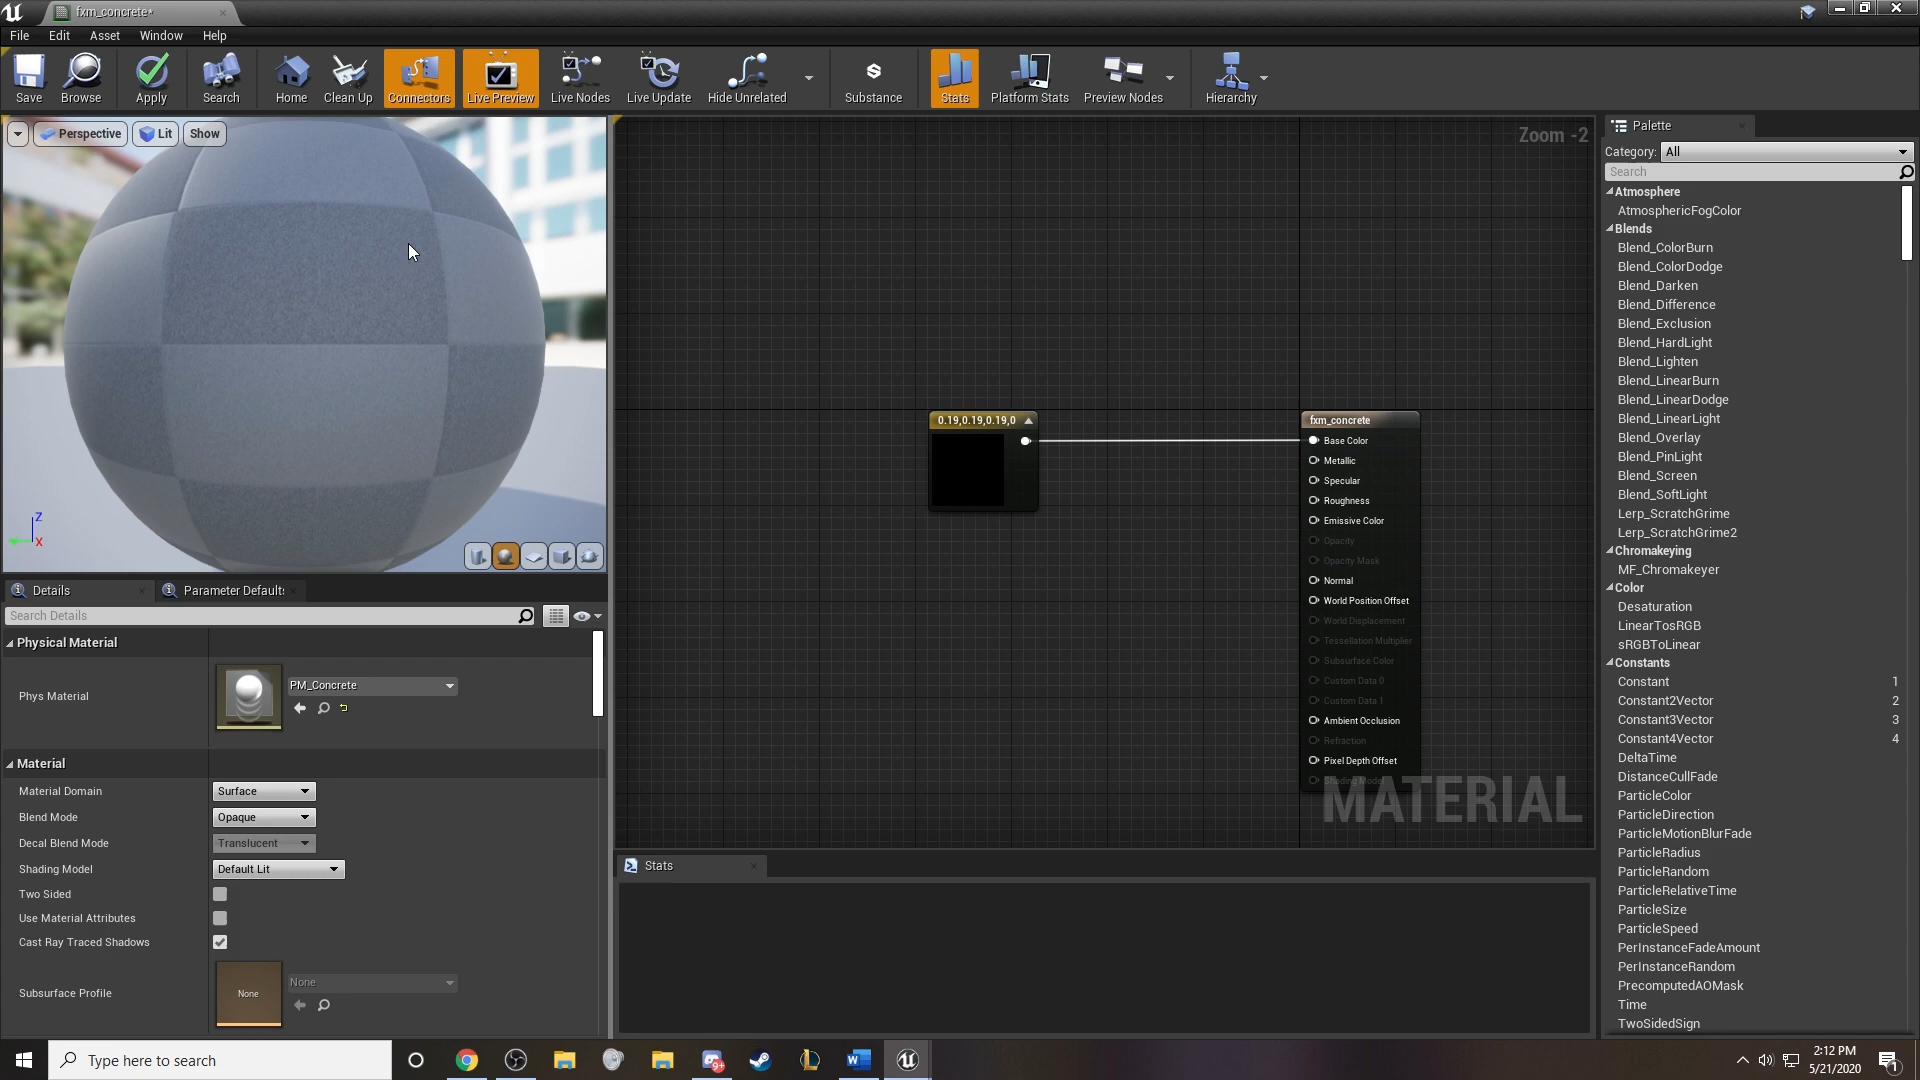 fxm_concrete*
File Edit Asset Window Help
Save Browse Apply Search Home Clean Up Connectors Live Preview Live Nodes Live Update Hide Unrelated Substance Stats Platform Stats Preview Nodes Hierarchy
Perspective Lit Show
Z
X
Zoom -2
0.19,0.19,0.19,0
fxm_concrete
Base Color
Metallic
Specular
Roughness
Emissive Color
Opacity
Opacity Mask
Normal
World Position Offset
World Displacement
Tessellation Multiplier
Subsurface Color
Custom Data 0
Custom Data 1
Ambient Occlusion
Refraction
Pixel Depth Offset
Shading Model
MATERIAL
Details Parameter Defaults
Search Details
Physical Material
Phys Material
PM_Concrete
Material
Material Domain Surface
Blend Mode Opaque
Decal Blend Mode Translucent
Shading Model Default Lit
Two Sided
Use Material Attributes
Cast Ray Traced Shadows
Subsurface Profile
None
None
Stats
Palette
Category: All
Search
Atmosphere
AtmosphericFogColor
Blends
Blend_ColorBurn
Blend_ColorDodge
Blend_Darken
Blend_Difference
Blend_Exclusion
Blend_HardLight
Blend_Lighten
Blend_LinearBurn
Blend_LinearDodge
Blend_LinearLight
Blend_Overlay
Blend_PinLight
Blend_Screen
Blend_SoftLight
Lerp_ScratchGrime
Lerp_ScratchGrime2
Chromakeying
MF_Chromakeyer
Color
Desaturation
LinearTosRGB
sRGBToLinear
Constants
Constant 1
Constant2Vector 2
Constant3Vector 3
Constant4Vector 4
DeltaTime
DistanceCullFade
ParticleColor
ParticleDirection
ParticleMotionBlurFade
ParticleRadius
ParticleRandom
ParticleRelativeTime
ParticleSize
ParticleSpeed
PerInstanceFadeAmount
PerInstanceRandom
PrecomputedAOMask
Time
TwoSidedSign
Type here to search
9+
2:12 PM
5/21/2020
1